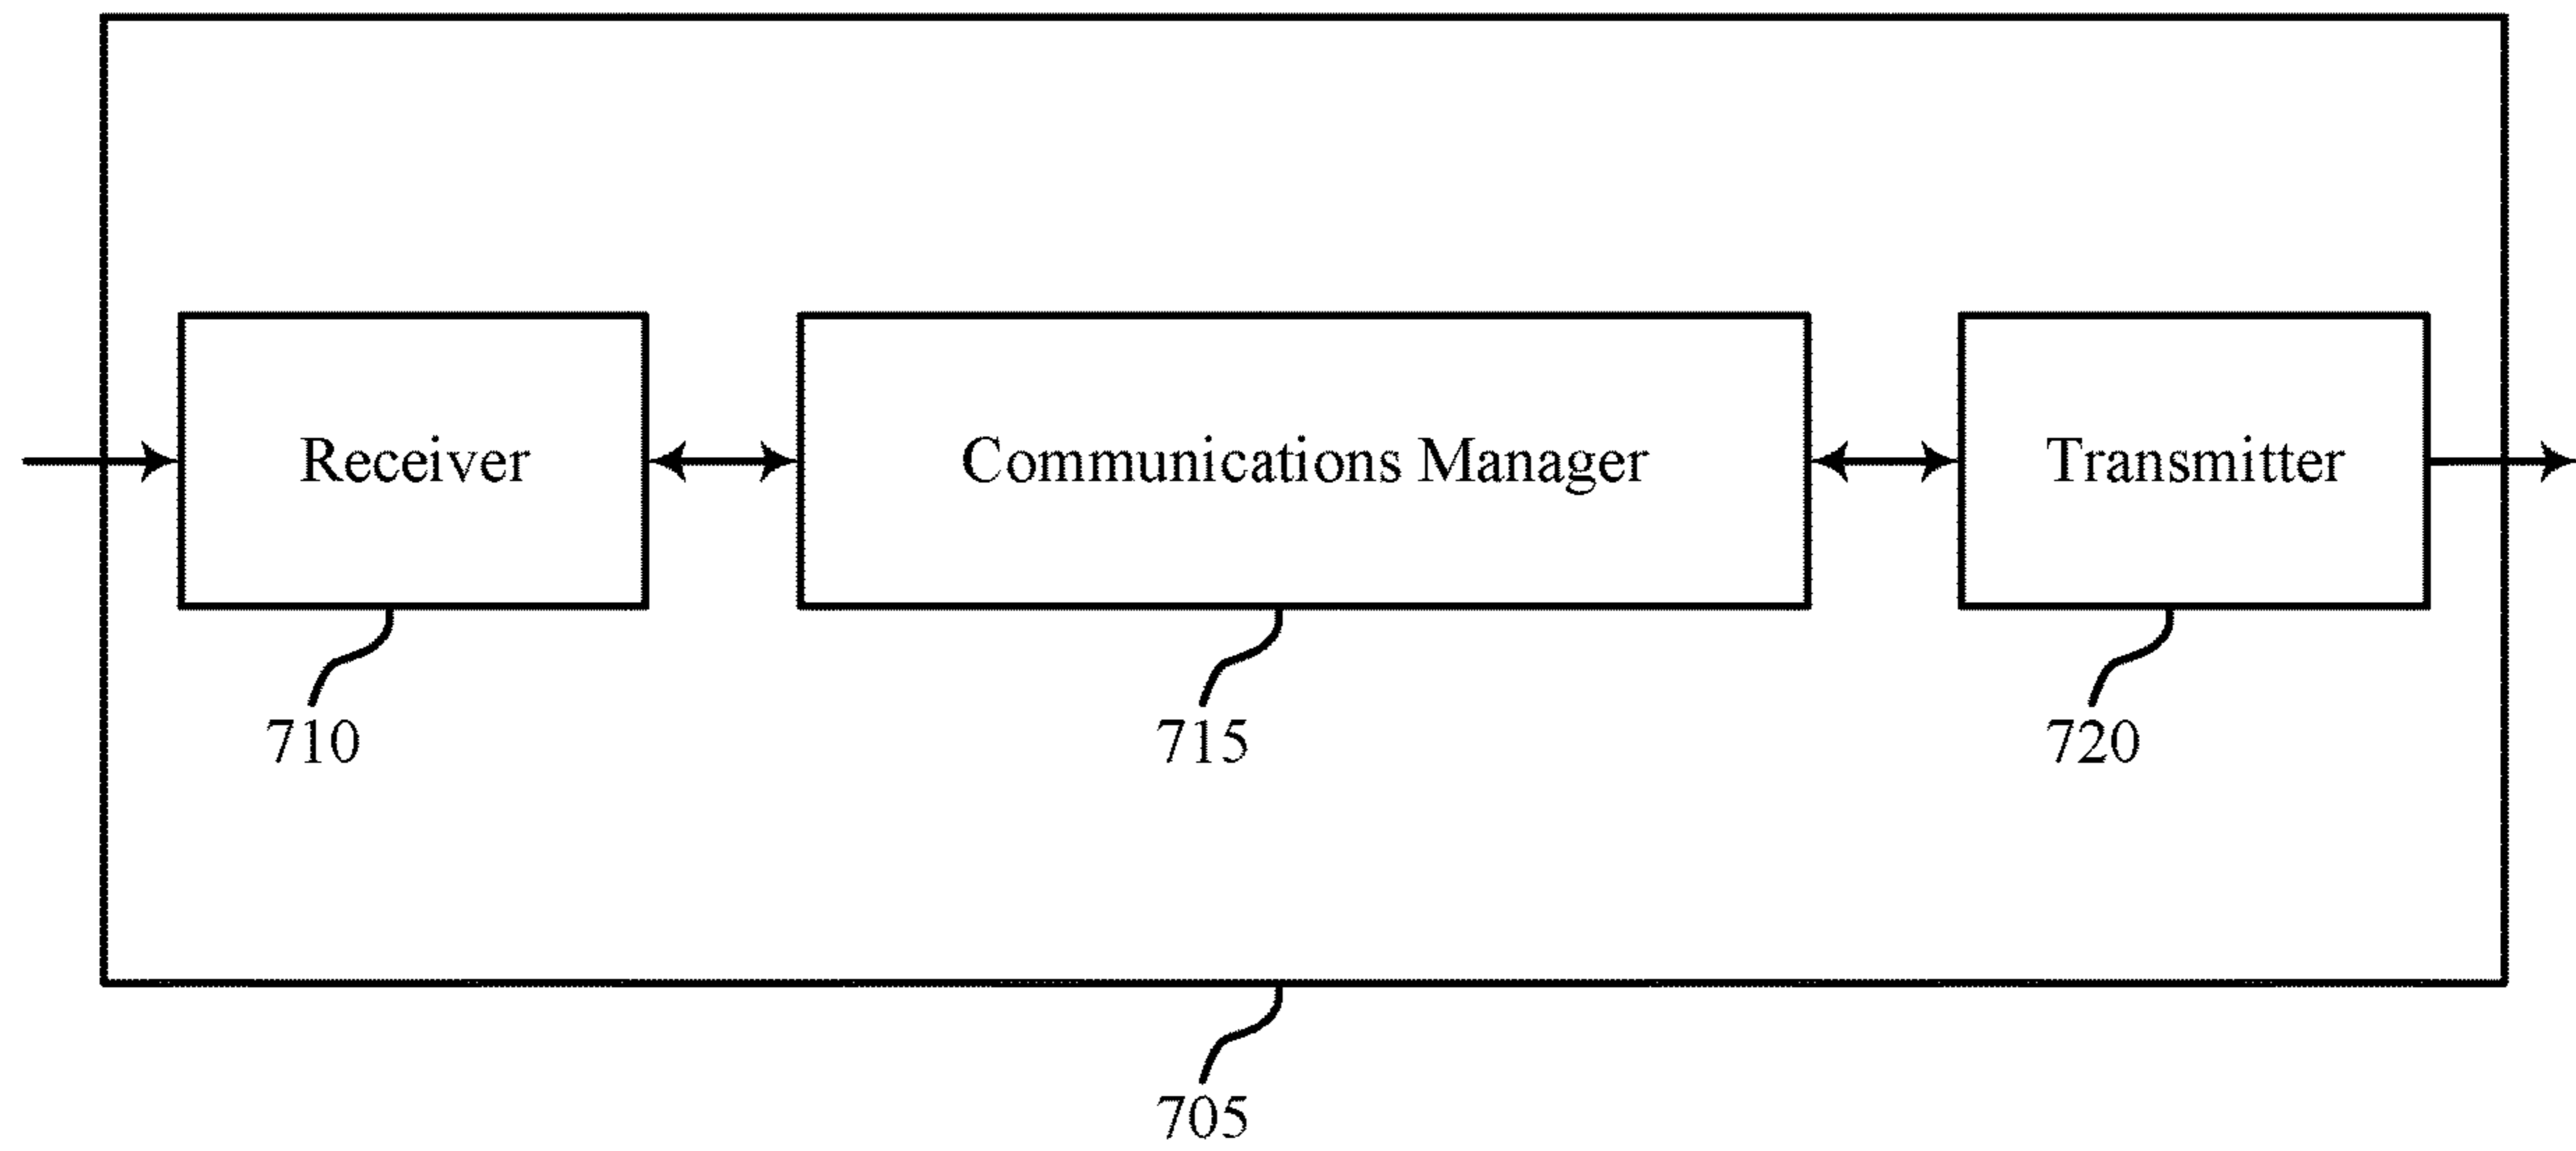 Receiver
Communications Manager
Transmitter
710
715
720
705